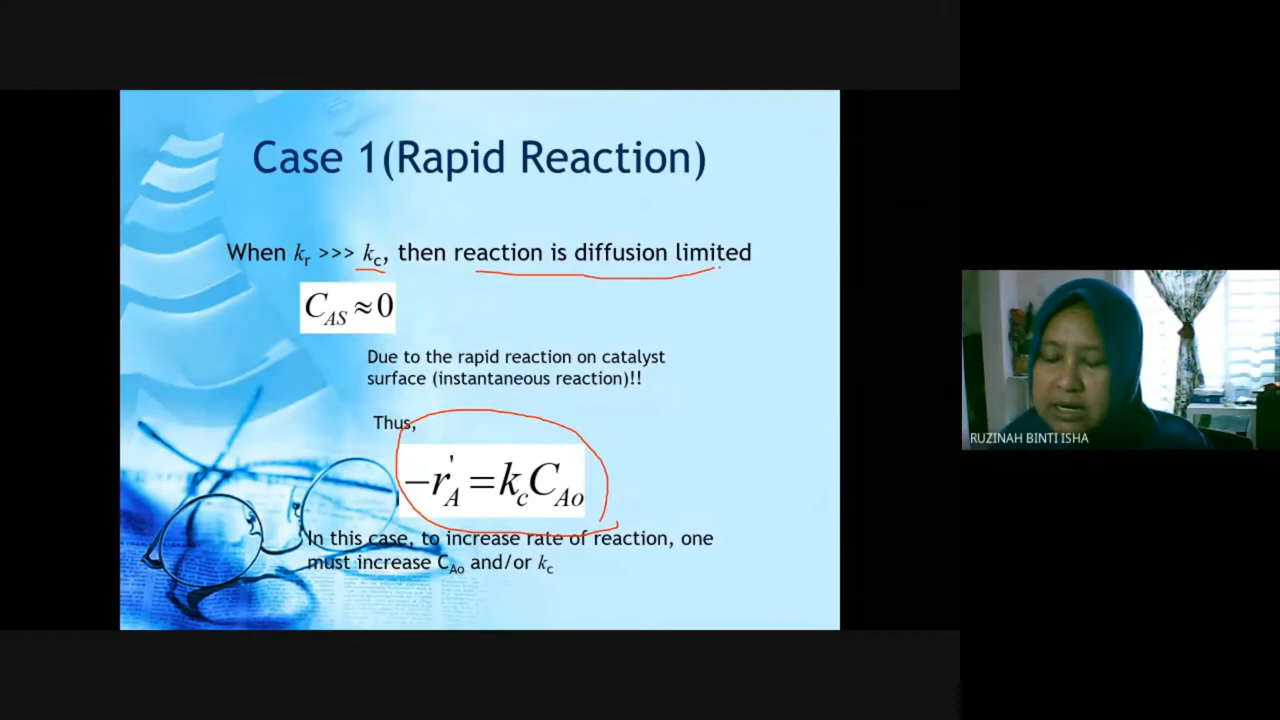 Case 1(Rapid Reaction)
When kr >>> kc, then reaction is diffusion limited
CAS ≈ 0
Due to the rapid reaction on catalyst
surface (instantaneous reaction)!!
Thus,
−r'A = kcCAo
In this case, to increase rate of reaction, one
must increase CAo and/or kc
RUZINAH BINTI ISHA